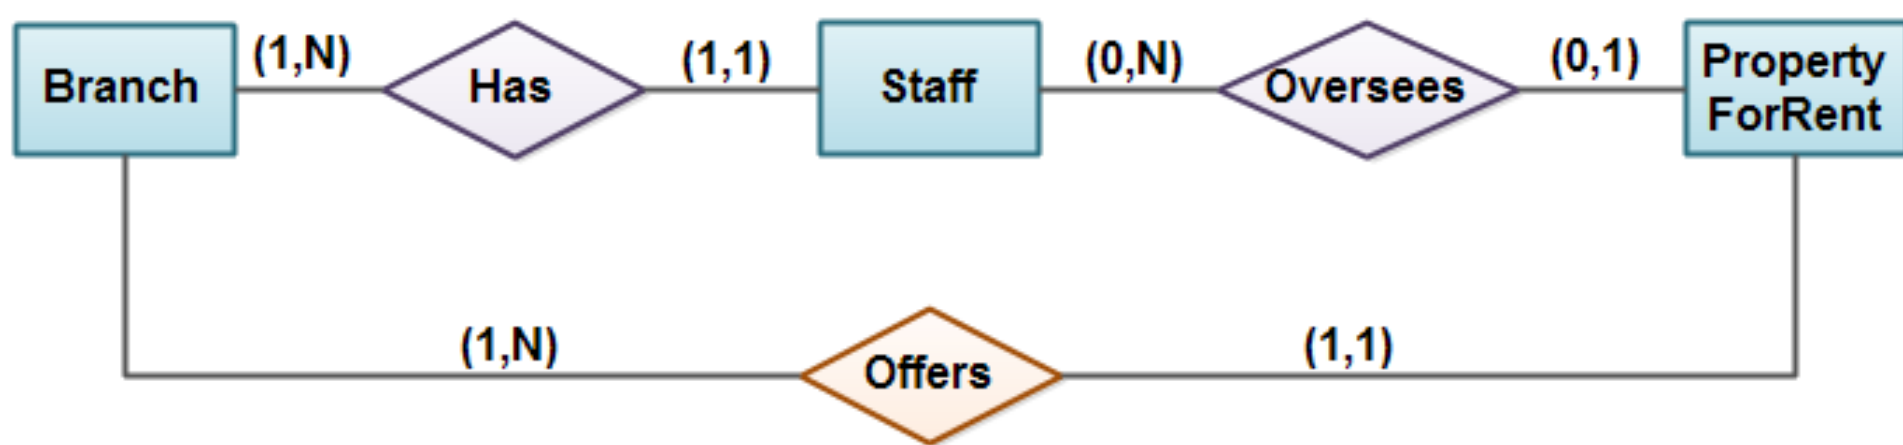 Branch
(1,N)
Has
(1,1)
Staff
(0,N)
Oversees
(0,1)
Property
ForRent
(1,N)
Offers
(1,1)